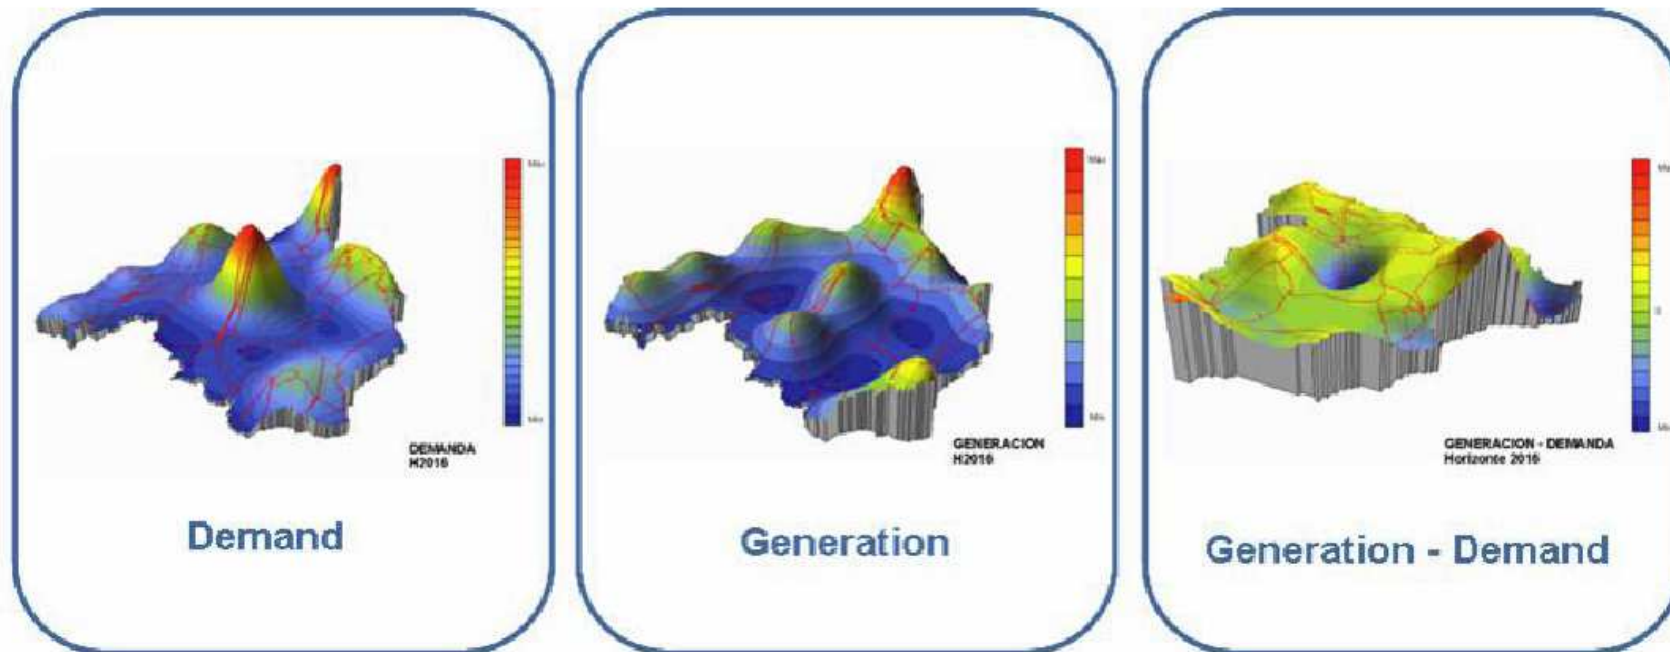 DEMANDA
H2016
Demand
GENERACION
H2016
Generation
GENERACION - DEMANDA
Horizonte 2016
Generation - Demand